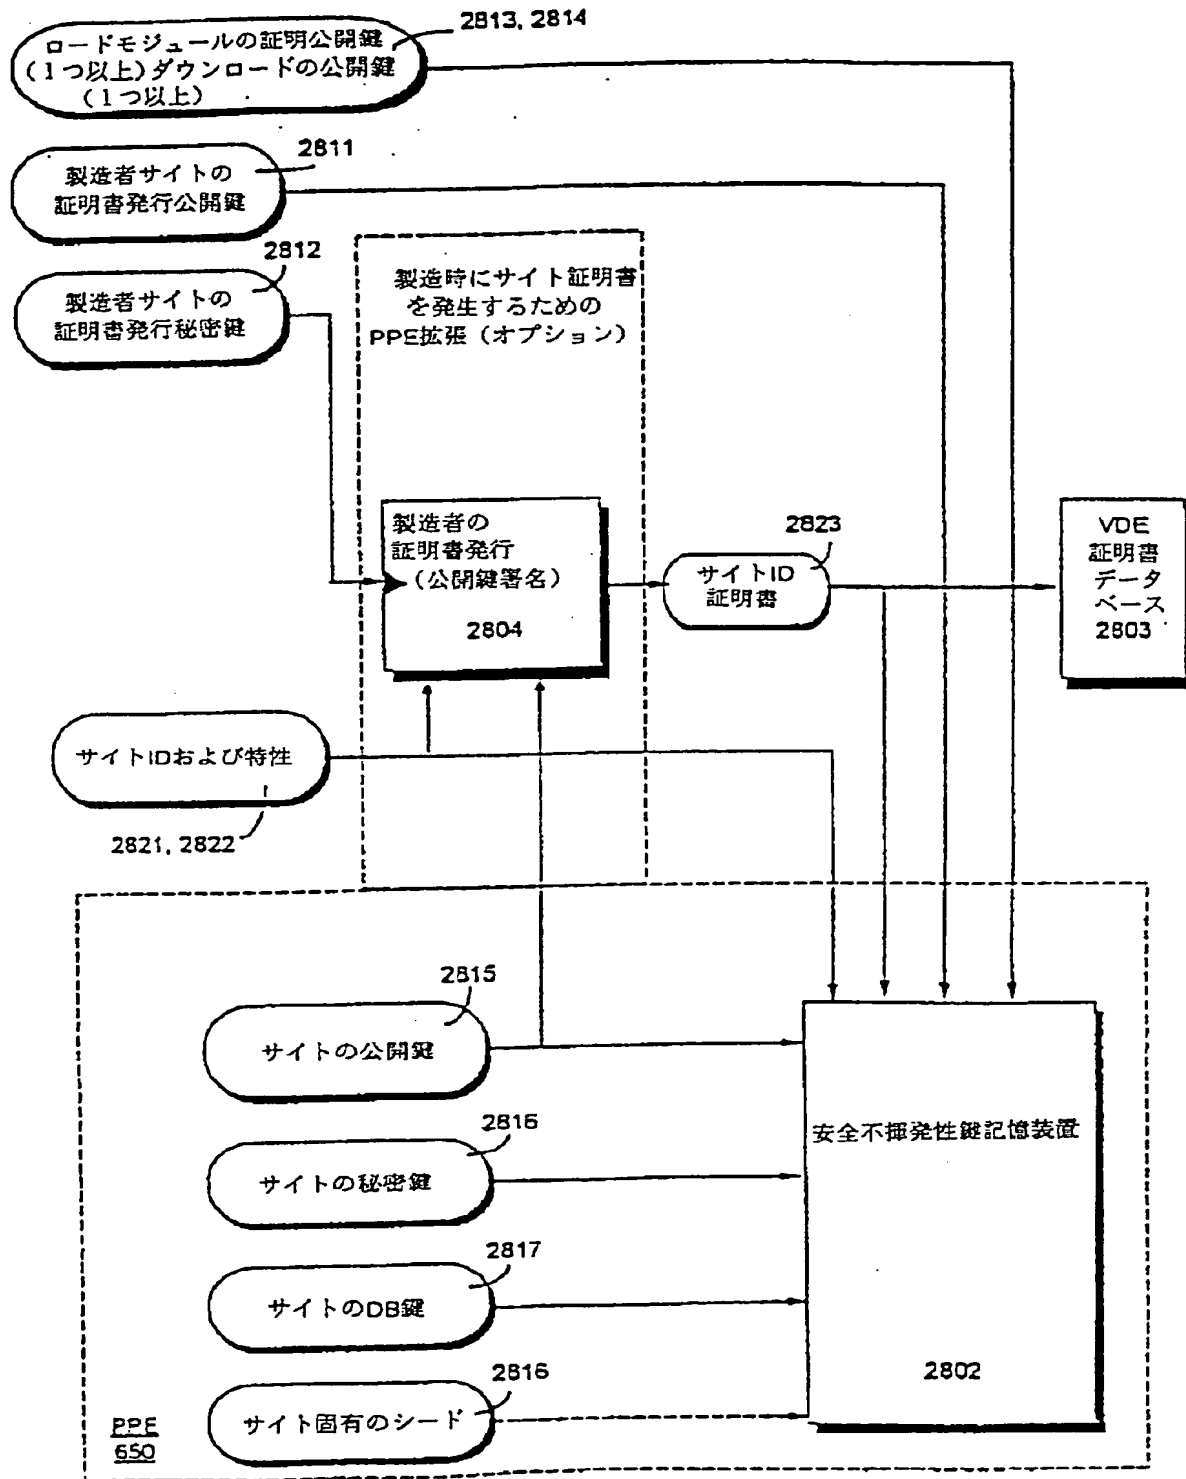 2813, 2814
ロードモジュールの証明公開鍵
(1つ以上)ダウンロードの公開鍵
(1つ以上)
2811
製造者サイトの
証明書発行公開鍵
2812
製造者サイトの
証明書発行秘密鍵
製造時にサイト証明書
を発生するための
PPE拡張(オプション)
製造者の
証明書発行
(公開鍵署名)
2804
2823
サイトID
証明書
VDE
証明書
データ
ベース
2803
サイトIDおよび特性
2821, 2822
2815
サイトの公開鍵
2816
サイトの秘密鍵
2817
サイトのDB鍵
2816
サイト固有のシード
安全不揮発性鍵記憶装置
2802
PPE
650